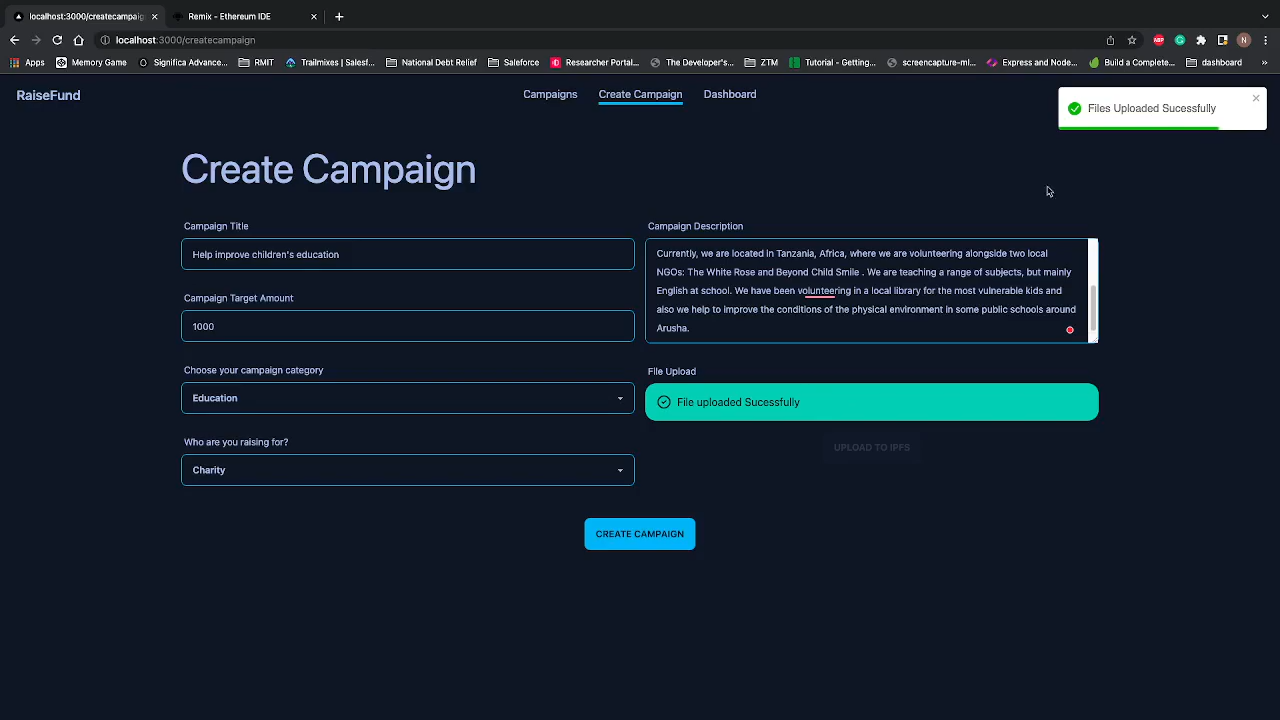 localhost:3000/createcampaig
Remix - Ethereum IDE
localhost:3000/createcampaign
ABP
N
Apps
Memory Game
Significa Advance...
RMIT
Trailmixes | Salesf...
National Debt Relief
Salesforce
Researcher Portal...
The Developer's...
ZTM
Tutorial - Getting...
screencapture-ml...
Express and Node...
Build a Complete...
dashboard
»
RaiseFund
Campaigns
Create Campaign
Dashboard
Files Uploaded Sucessfully
Create Campaign
Campaign Title
Help improve children's education
Campaign Target Amount
1000
Choose your campaign category
Education
Who are you raising for?
Charity
Campaign Description
Currently, we are located in Tanzania, Africa, where we are volunteering alongside two local
NGOs: The White Rose and Beyond Child Smile . We are teaching a range of subjects, but mainly
English at school. We have been volunteering in a local library for the most vulnerable kids and
also we help to improve the conditions of the physical environment in some public schools around
Arusha.
File Upload
File uploaded Sucessfully
UPLOAD TO IPFS
CREATE CAMPAIGN